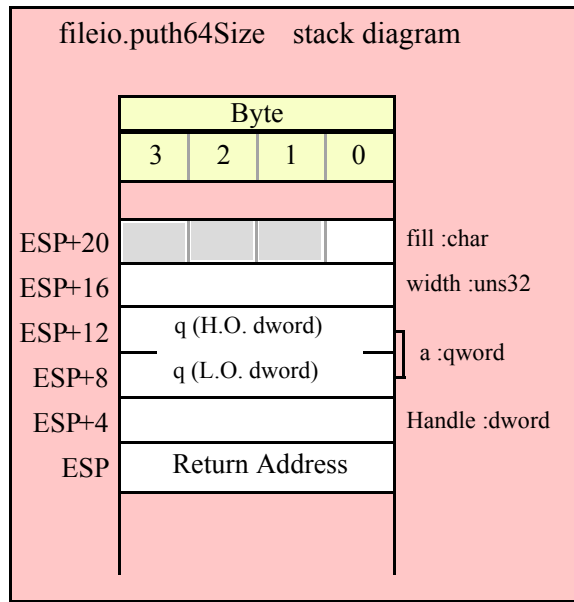 fileio.puth64Size stack diagram
Byte
3 2 1 0
ESP+20 fill :char
ESP+16 width :uns32
ESP+12 q (H.O. dword)
a :qword
ESP+8 q (L.O. dword)
ESP+4 Handle :dword
ESP Return Address